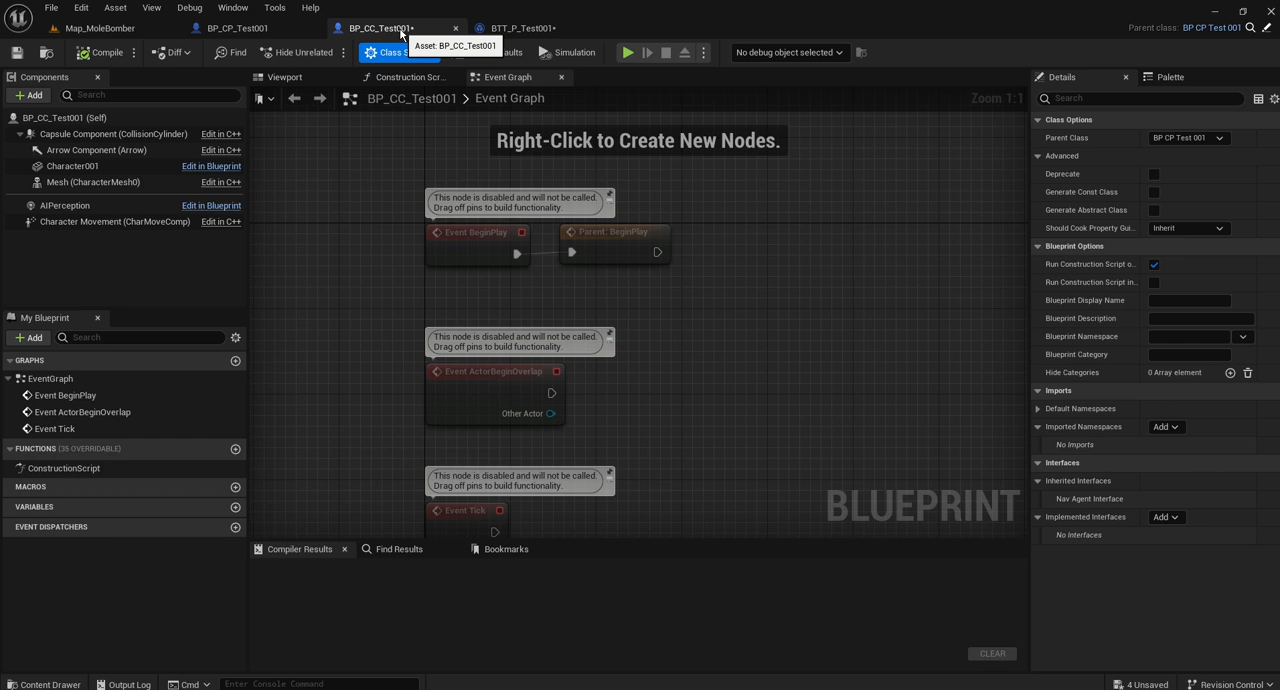 File Edit Asset View Debug Window Tools Help
Map_MoleBomber BP_CP_Test001 BP_CC_Test001* BTT_P_Test001* Parent class: BP CP Test 001
Compile Diff Find Hide Unrelated Class S aults Simulation No debug object selected
Asset: BP_CC_Test001
Components Viewport Construction Scr... Event Graph Details Palette
Add Search BP_CC_Test001 > Event Graph Zoom 1:1 Search
BP_CC_Test001 (Self)
Capsule Component (CollisionCylinder) Edit in C++
Arrow Component (Arrow) Edit in C++
Character001 Edit in Blueprint
Mesh (CharacterMesh0) Edit in C++
AIPerception Edit in Blueprint
Character Movement (CharMoveComp) Edit in C++
My Blueprint
Add Search
GRAPHS
EventGraph
Event BeginPlay
Event ActorBeginOverlap
Event Tick
FUNCTIONS (35 OVERRIDABLE)
ConstructionScript
MACROS
VARIABLES
EVENT DISPATCHERS
Right-Click to Create New Nodes.
This node is disabled and will not be called.
Drag off pins to build functionality.
Event BeginPlay Parent: BeginPlay
This node is disabled and will not be called.
Drag off pins to build functionality.
Event ActorBeginOverlap
Other Actor
This node is disabled and will not be called.
Drag off pins to build functionality.
Event Tick
BLUEPRINT
Compiler Results Find Results Bookmarks
CLEAR
Class Options
Parent Class BP CP Test 001
Advanced
Deprecate
Generate Const Class
Generate Abstract Class
Should Cook Property Gui... Inherit
Blueprint Options
Run Construction Script o...
Run Construction Script in...
Blueprint Display Name
Blueprint Description
Blueprint Namespace
Blueprint Category
Hide Categories 0 Array element
Imports
Default Namespaces
Imported Namespaces Add
No Imports
Interfaces
Inherited Interfaces
Nav Agent Interface
Implemented Interfaces Add
No Interfaces
Content Drawer Output Log Cmd Enter Console Command 4 Unsaved Revision Control